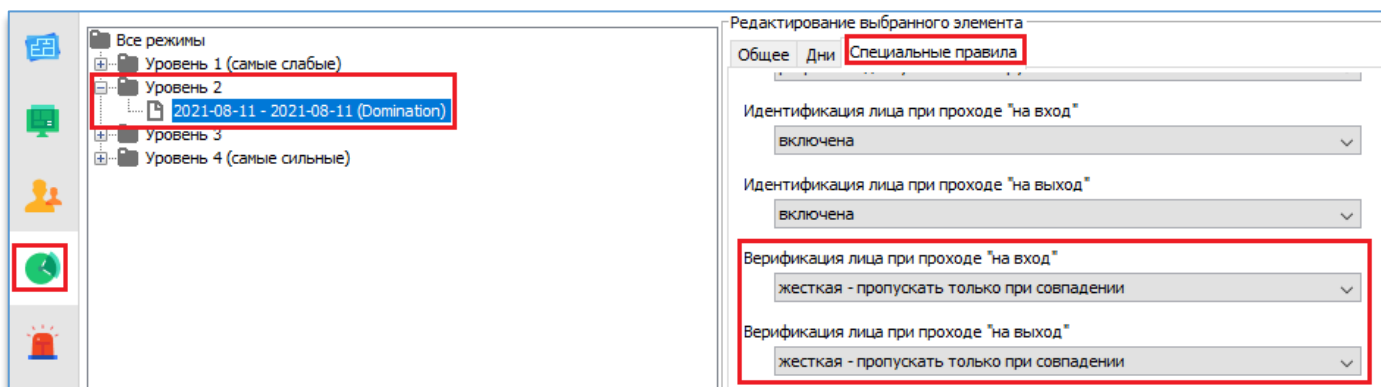 Все режимы
Уровень 1 (самые слабые)
Уровень 2
2021-08-11 - 2021-08-11 (Domination)
Уровень 3
Уровень 4 (самые сильные)
Редактирование выбранного элемента
Общее Дни Специальные правила
Идентификация лица при проходе "на вход"
включена
Идентификация лица при проходе "на выход"
включена
Верификация лица при проходе "на вход"
жесткая - пропускать только при совпадении
Верификация лица при проходе "на выход"
жесткая - пропускать только при совпадении